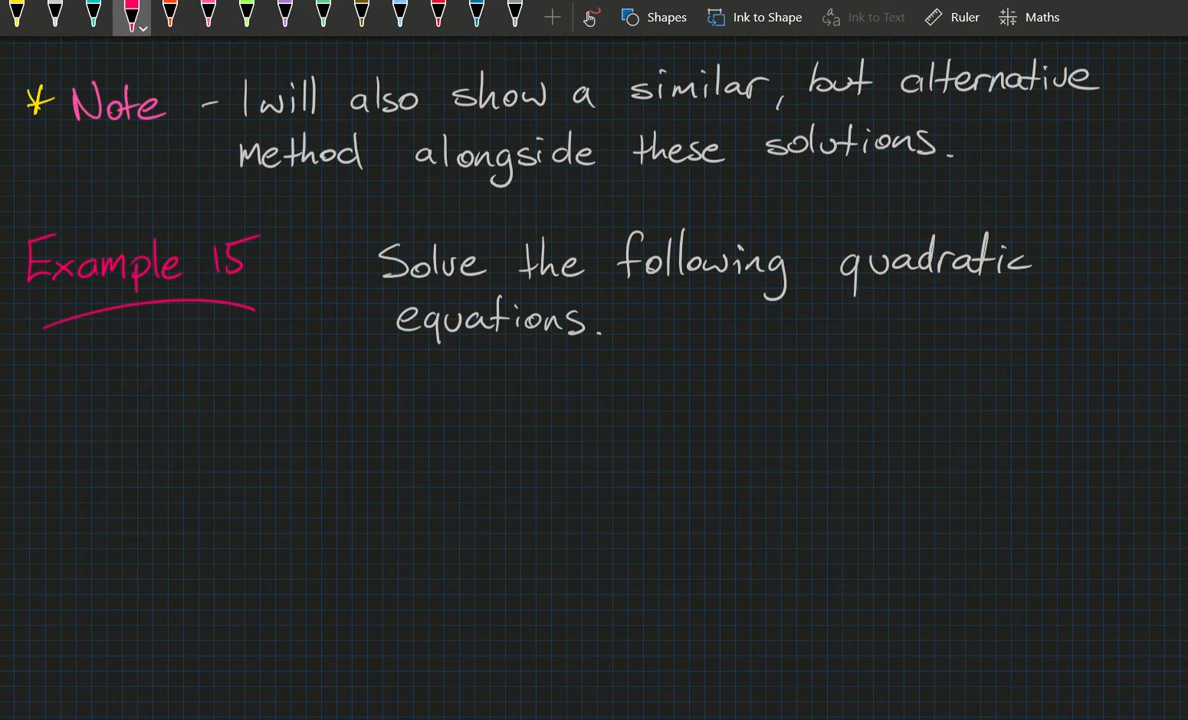 Shapes Ink to Shape Ink to Text Ruler Maths
* Note - I will also show a similar, but alternative
method alongside these solutions.
Example 15 Solve the following quadratic
equations.